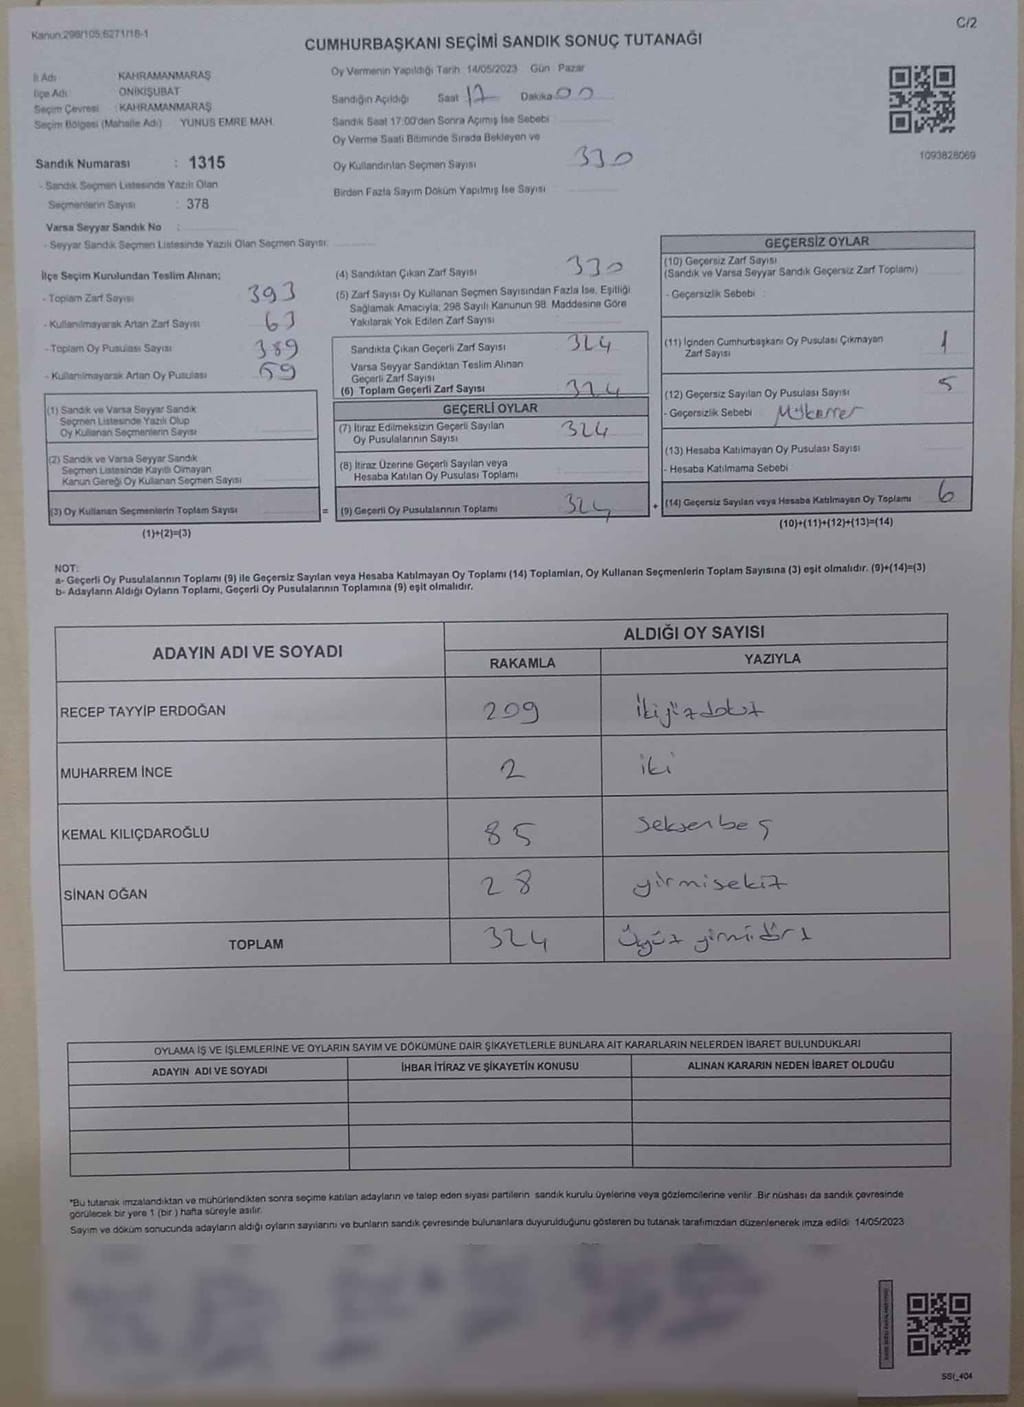 Kanun:298/105,6271/18-1
C/2
CUMHURBAŞKANI SEÇİMİ SANDIK SONUÇ TUTANAĞI
İl Adı KAHRAMANMARAŞ
İlçe Adı ONİKİŞUBAT
Seçim Çevresi : KAHRAMANMARAŞ
Seçim Bölgesi (Mahalle Adı) YUNUS EMRE MAH.
Sandık Numarası : 1315
- Sandık Seçmen Listesinde Yazılı Olan
Seçmenlerin Sayısı : 378
Varsa Seyyar Sandık No :
- Seyyar Sandık Seçmen Listesinde Yazılı Olan Seçmen Sayısı:
Oy Vermenin Yapıldığı Tarih 14/05/2023 Gün : Pazar
Sandığın Açıldığı Saat 17 Dakika 00
Sandık Saat 17:00'den Sonra Açımış İse Sebebi
Oy Verme Saati Bitiminde Sırada Bekleyen ve
Oy Kullandırılan Seçmen Sayısı 330
Birden Fazla Sayım Döküm Yapılmış İse Sayısı
1093828069
İlçe Seçim Kurulundan Teslim Alınan;
- Toplam Zarf Sayısı 393
- Kullanılmayarak Artan Zarf Sayısı 63
- Toplam Oy Pusulası Sayısı 389
- Kullanılmayarak Artan Oy Pusulası 59
(1) Sandık ve Varsa Seyyar Sandık
Seçmen Listesinde Yazılı Olup
Oy Kullanan Seçmenlerin Sayısı
(2) Sandık ve Varsa Seyyar Sandık
Seçmen Listesinde Kayıtlı Olmayan
Kanun Gereği Oy Kullanan Seçmen Sayısı
(3) Oy Kullanan Seçmenlerin Toplam Sayısı
=
(1)+(2)=(3)
(4) Sandıktan Çıkan Zarf Sayısı 330
(5) Zarf Sayısı Oy Kullanan Seçmen Sayısından Fazla İse, Eşitliği
Sağlamak Amacıyla; 298 Sayılı Kanunun 98. Maddesine Göre
Yakılarak Yok Edilen Zarf Sayısı
Sandıkta Çıkan Geçerli Zarf Sayısı 324
Varsa Seyyar Sandıktan Teslim Alınan
Geçerli Zarf Sayısı
(6) Toplam Geçerli Zarf Sayısı 324
GEÇERLİ OYLAR
(7) İtiraz Edilmeksizin Geçerli Sayılan
Oy Pusulalarının Sayısı 324
(8) İtiraz Üzerine Geçerli Sayılan veya
Hesaba Katılan Oy Pusulası Toplamı
(9) Geçerli Oy Pusulalarının Toplamı 324
+
GEÇERSİZ OYLAR
(10) Geçersiz Zarf Sayısı
(Sandık ve Varsa Seyyar Sandık Geçersiz Zarf Toplamı)
- Geçersizlik Sebebi :
(11) İçinden Cumhurbaşkanı Oy Pusulası Çıkmayan
Zarf Sayısı 1
(12) Geçersiz Sayılan Oy Pusulası Sayısı 5
- Geçersizlik Sebebi Mükerrer
(13) Hesaba Katılmayan Oy Pusulası Sayısı
- Hesaba Katılmama Sebebi
(14) Geçersiz Sayılan veya Hesaba Katılmayan Oy Toplamı 6
(10)+(11)+(12)+(13)=(14)
NOT:
a- Geçerli Oy Pusulalarının Toplamı (9) ile Geçersiz Sayılan veya Hesaba Katılmayan Oy Toplamı (14) Toplamları, Oy Kullanan Seçmenlerin Toplam Sayısına (3) eşit olmalıdır. (9)+(14)=(3)
b- Adayların Aldığı Oyların Toplamı, Geçerli Oy Pusulalarının Toplamına (9) eşit olmalıdır.
ADAYIN ADI VE SOYADI
ALDIĞI OY SAYISI
RAKAMLA YAZIYLA
RECEP TAYYİP ERDOĞAN 209 ikiyüzdokuz
MUHARREM İNCE 2 iki
KEMAL KILIÇDAROĞLU 85 seksenbeş
SİNAN OĞAN 28 yirmisekiz
TOPLAM 324 Üçyüz yirmidört
OYLAMA İŞ VE İŞLEMLERİNE VE OYLARIN SAYIM VE DÖKÜMÜNE DAİR ŞİKAYETLERLE BUNLARA AİT KARARLARIN NELERDEN İBARET BULUNDUKLARI
ADAYIN ADI VE SOYADI İHBAR İTİRAZ VE ŞİKAYETİN KONUSU ALINAN KARARIN NEDEN İBARET OLDUĞU
*Bu tutanak imzalandıktan ve mühürlendikten sonra seçime katılan adayların ve talep eden siyasi partilerin sandık kurulu üyelerine veya gözlemcilerine verilir. Bir nüshası da sandık çevresinde
görülecek bir yere 1 (bir ) hafta süreyle asılır.
Sayım ve döküm sonucunda adayların aldığı oyların sayılarını ve bunların sandık çevresinde bulunanlara duyurulduğunu gösteren bu tutanak tarafımızdan düzenlenerek imza edildi. 14/05/2023
SSI_404